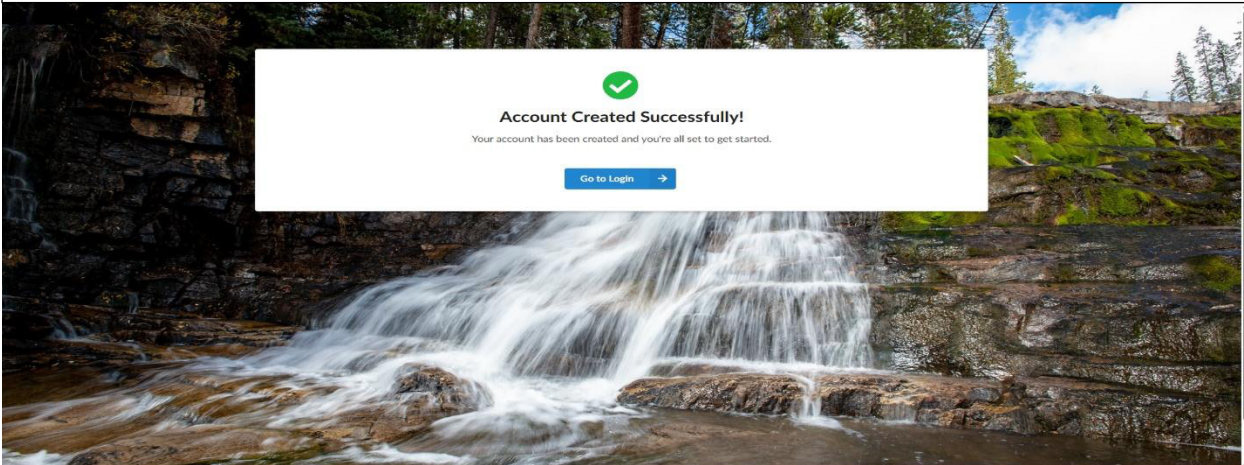 Account Created Successfully!
Your account has been created and you're all set to get started.
Go to Login